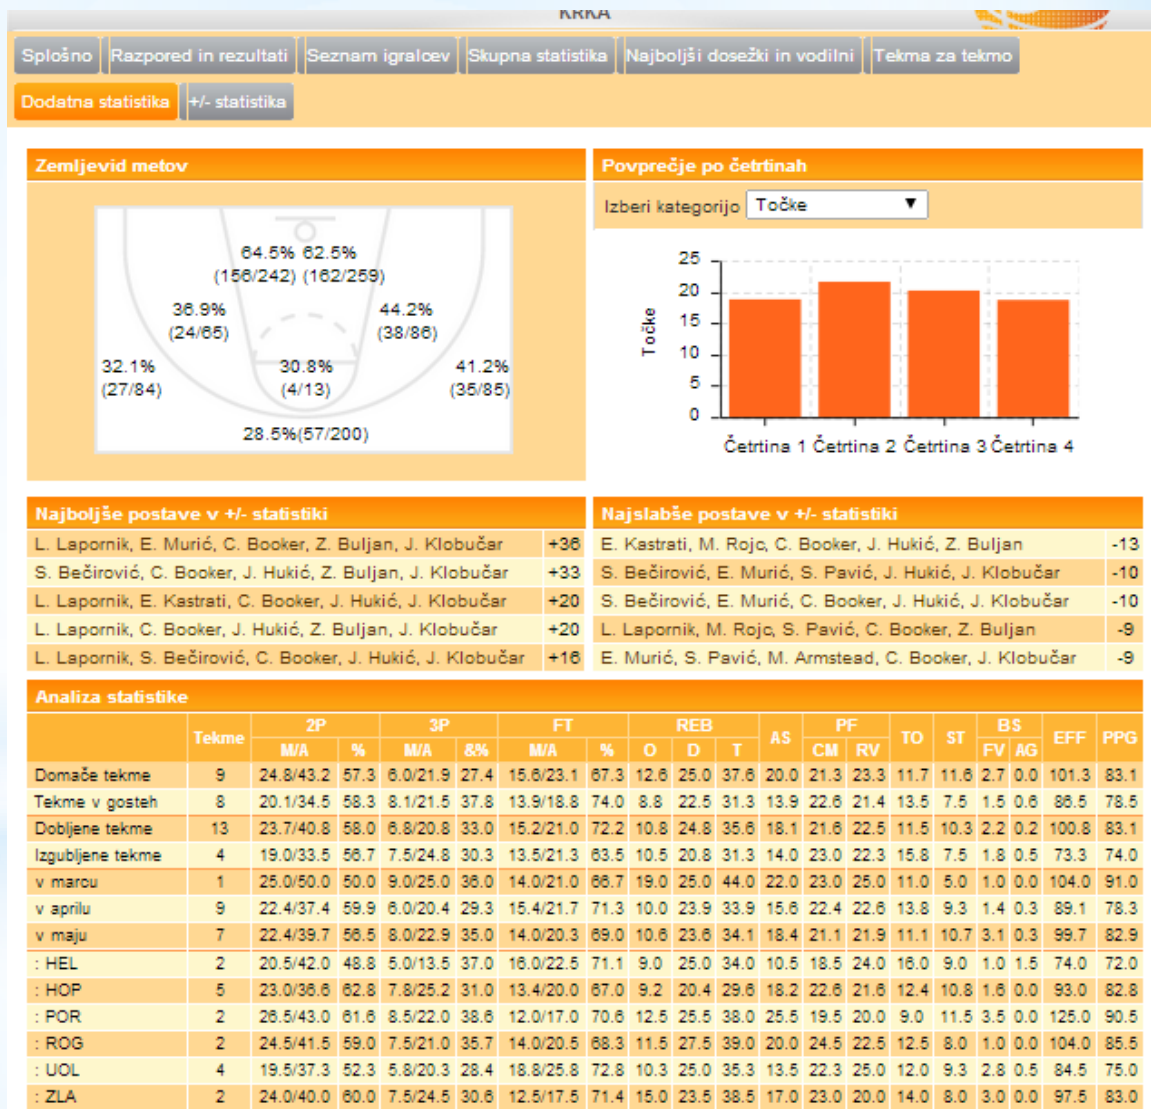 KRKA
Splošno Razpored in rezultati Seznam igralcev Skupna statistika Najboljši dosežki in vodilni Tekma za tekmo
Dodatna statistika +/- statistika
Zemljevid metov
64.5% 62.5%
(156/242) (162/259)
36.9% 44.2%
(24/65) (38/86)
32.1% 30.8% 41.2%
(27/84) (4/13) (35/85)
28.5%(57/200)
Povprečje po četrtinah
Izberi kategorijo Točke ▼
Točke
25
20
15
10
5
0
Četrtina 1 Četrtina 2 Četrtina 3 Četrtina 4
Najboljše postave v +/- statistiki
L. Lapornik, E. Murić, C. Booker, Z. Buljan, J. Klobučar +36
S. Bečirović, C. Booker, J. Hukić, Z. Buljan, J. Klobučar +33
L. Lapornik, E. Kastrati, C. Booker, J. Hukić, J. Klobučar +20
L. Lapornik, C. Booker, J. Hukić, Z. Buljan, J. Klobučar +20
L. Lapornik, S. Bečirović, C. Booker, J. Hukić, J. Klobučar +16
Najslabše postave v +/- statistiki
E. Kastrati, M. Rojc, C. Booker, J. Hukić, Z. Buljan -13
S. Bečirović, E. Murić, S. Pavić, J. Hukić, J. Klobučar -10
S. Bečirović, E. Murić, C. Booker, J. Hukić, J. Klobučar -10
L. Lapornik, M. Rojc, S. Pavić, C. Booker, Z. Buljan -9
E. Murić, S. Pavić, M. Armstead, C. Booker, J. Klobučar -9
Analiza statistike
Tekme 2P 3P FT REB AS PF TO ST BS EFF PPG
M/A % M/A &% M/A % O D T CM RV FV AG
Domače tekme 9 24.8/43.2 57.3 6.0/21.9 27.4 15.6/23.1 67.3 12.6 25.0 37.6 20.0 21.3 23.3 11.7 11.6 2.7 0.0 101.3 83.1
Tekme v gosteh 8 20.1/34.5 58.3 8.1/21.5 37.8 13.9/18.8 74.0 8.8 22.5 31.3 13.9 22.6 21.4 13.5 7.5 1.5 0.6 86.5 78.5
Dobljene tekme 13 23.7/40.8 58.0 6.8/20.8 33.0 15.2/21.0 72.2 10.8 24.8 35.6 18.1 21.6 22.5 11.5 10.3 2.2 0.2 100.8 83.1
Izgubljene tekme 4 19.0/33.5 56.7 7.5/24.8 30.3 13.5/21.3 63.5 10.5 20.8 31.3 14.0 23.0 22.3 15.8 7.5 1.8 0.5 73.3 74.0
v marcu 1 25.0/50.0 50.0 9.0/25.0 36.0 14.0/21.0 66.7 19.0 25.0 44.0 22.0 23.0 25.0 11.0 5.0 1.0 0.0 104.0 91.0
v aprilu 9 22.4/37.4 59.9 6.0/20.4 29.3 15.4/21.7 71.3 10.0 23.9 33.9 15.6 22.4 22.6 13.8 9.3 1.4 0.3 89.1 78.3
v maju 7 22.4/39.7 56.5 8.0/22.9 35.0 14.0/20.3 69.0 10.6 23.6 34.1 18.4 21.1 21.9 11.1 10.7 3.1 0.3 99.7 82.9
: HEL 2 20.5/42.0 48.8 5.0/13.5 37.0 16.0/22.5 71.1 9.0 25.0 34.0 10.5 18.5 24.0 16.0 9.0 1.0 1.5 74.0 72.0
: HOP 5 23.0/36.6 62.8 7.8/25.2 31.0 13.4/20.0 67.0 9.2 20.4 29.6 18.2 22.6 21.6 12.4 10.8 1.6 0.0 93.0 82.8
: POR 2 26.5/43.0 61.6 8.5/22.0 38.6 12.0/17.0 70.6 12.5 25.5 38.0 25.5 19.5 20.0 9.0 11.5 3.5 0.0 125.0 90.5
: ROG 2 24.5/41.5 59.0 7.5/21.0 35.7 14.0/20.5 68.3 11.5 27.5 39.0 20.0 24.5 22.5 12.5 8.0 1.0 0.0 104.0 85.5
: UOL 4 19.5/37.3 52.3 5.8/20.3 28.4 18.8/25.8 72.8 10.3 25.0 35.3 13.5 22.3 25.0 12.0 9.3 2.8 0.5 84.5 75.0
: ZLA 2 24.0/40.0 60.0 7.5/24.5 30.6 12.5/17.5 71.4 15.0 23.5 38.5 17.0 23.0 20.0 14.0 8.0 3.0 0.0 97.5 83.0